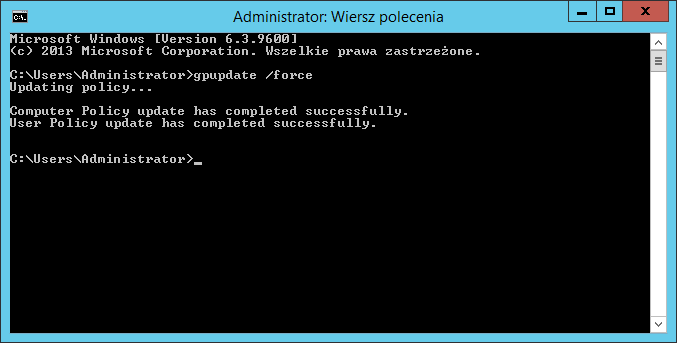 Administrator: Wiersz polecenia
Microsoft Windows [Version 6.3.9600]
(c) 2013 Microsoft Corporation. Wszelkie prawa zastrzeżone.
C:\Users\Administrator>gpupdate /force
Updating policy...
Computer Policy update has completed successfully.
User Policy update has completed successfully.
C:\Users\Administrator>_